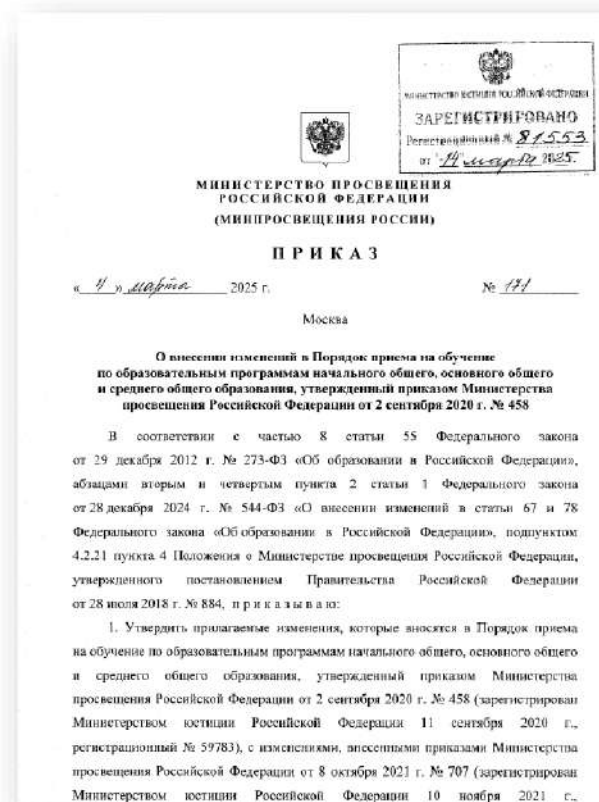 МИНИСТЕРСТВО ЮСТИЦИИ РОССИЙСКОЙ ФЕДЕРАЦИИ
ЗАРЕГИСТРИРОВАНО
Регистрационный № 81553
от "14" марта 2025.
МИНИСТЕРСТВО ПРОСВЕЩЕНИЯ
РОССИЙСКОЙ ФЕДЕРАЦИИ
(МИНПРОСВЕЩЕНИЯ РОССИИ)
ПРИКАЗ
« 4 » марта 2025 г. № 171
Москва
О внесении изменений в Порядок приема на обучение
по образовательным программам начального общего, основного общего
и среднего общего образования, утвержденный приказом Министерства
просвещения Российской Федерации от 2 сентября 2020 г. № 458
В соответствии с частью 8 статьи 55 Федерального закона
от 29 декабря 2012 г. № 273-ФЗ «Об образовании в Российской Федерации»,
абзацами вторым и четвертым пункта 2 статьи 1 Федерального закона
от 28 декабря 2024 г. № 544-ФЗ «О внесении изменений в статьи 67 и 78
Федерального закона «Об образовании в Российской Федерации», подпунктом
4.2.21 пункта 4 Положения о Министерстве просвещения Российской Федерации,
утвержденного постановлением Правительства Российской Федерации
от 28 июля 2018 г. № 884, приказываю:
1. Утвердить прилагаемые изменения, которые вносятся в Порядок приема
на обучение по образовательным программам начального общего, основного общего
и среднего общего образования, утвержденный приказом Министерства
просвещения Российской Федерации от 2 сентября 2020 г. № 458 (зарегистрирован
Министерством юстиции Российской Федерации 11 сентября 2020 г.,
регистрационный № 59783), с изменениями, внесенными приказами Министерства
просвещения Российской Федерации от 8 октября 2021 г. № 707 (зарегистрирован
Министерством юстиции Российской Федерации 10 ноября 2021 г.,